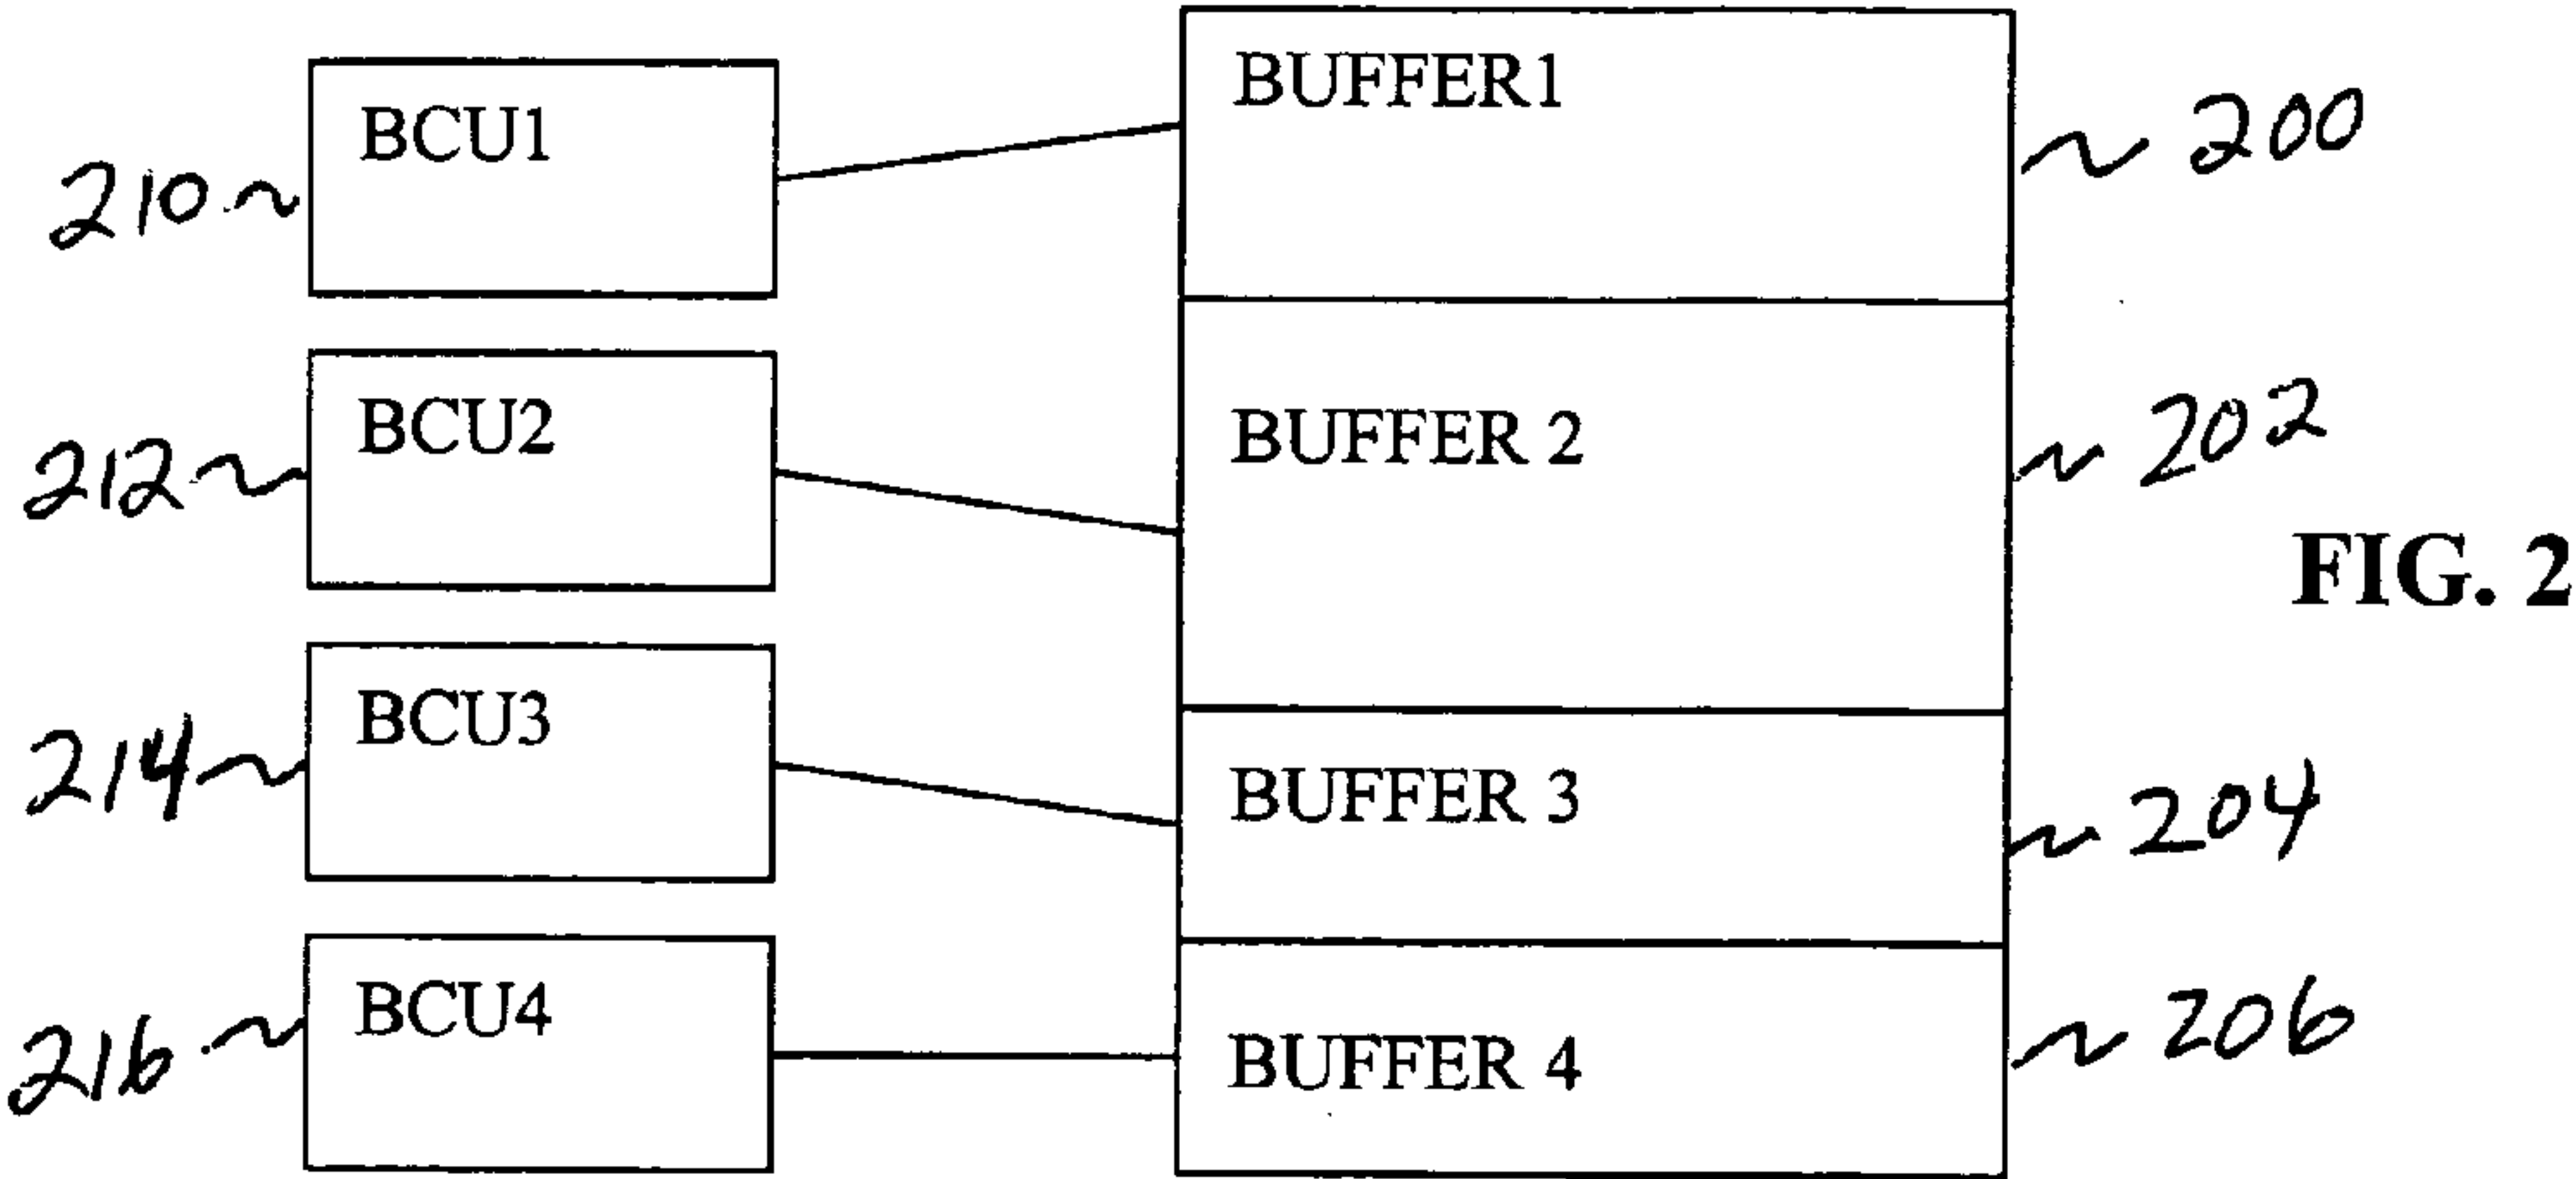 BUFFER1
200
BCU1
210
BCU2
BUFFER 2
202
212
FIG. 2
BCU3
214
BUFFER 3
204
BCU4
216
BUFFER 4
206